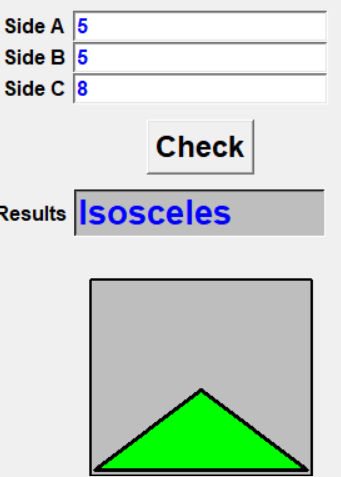 Side A 5
Side B 5
Side C 8
Check
Results Isosceles